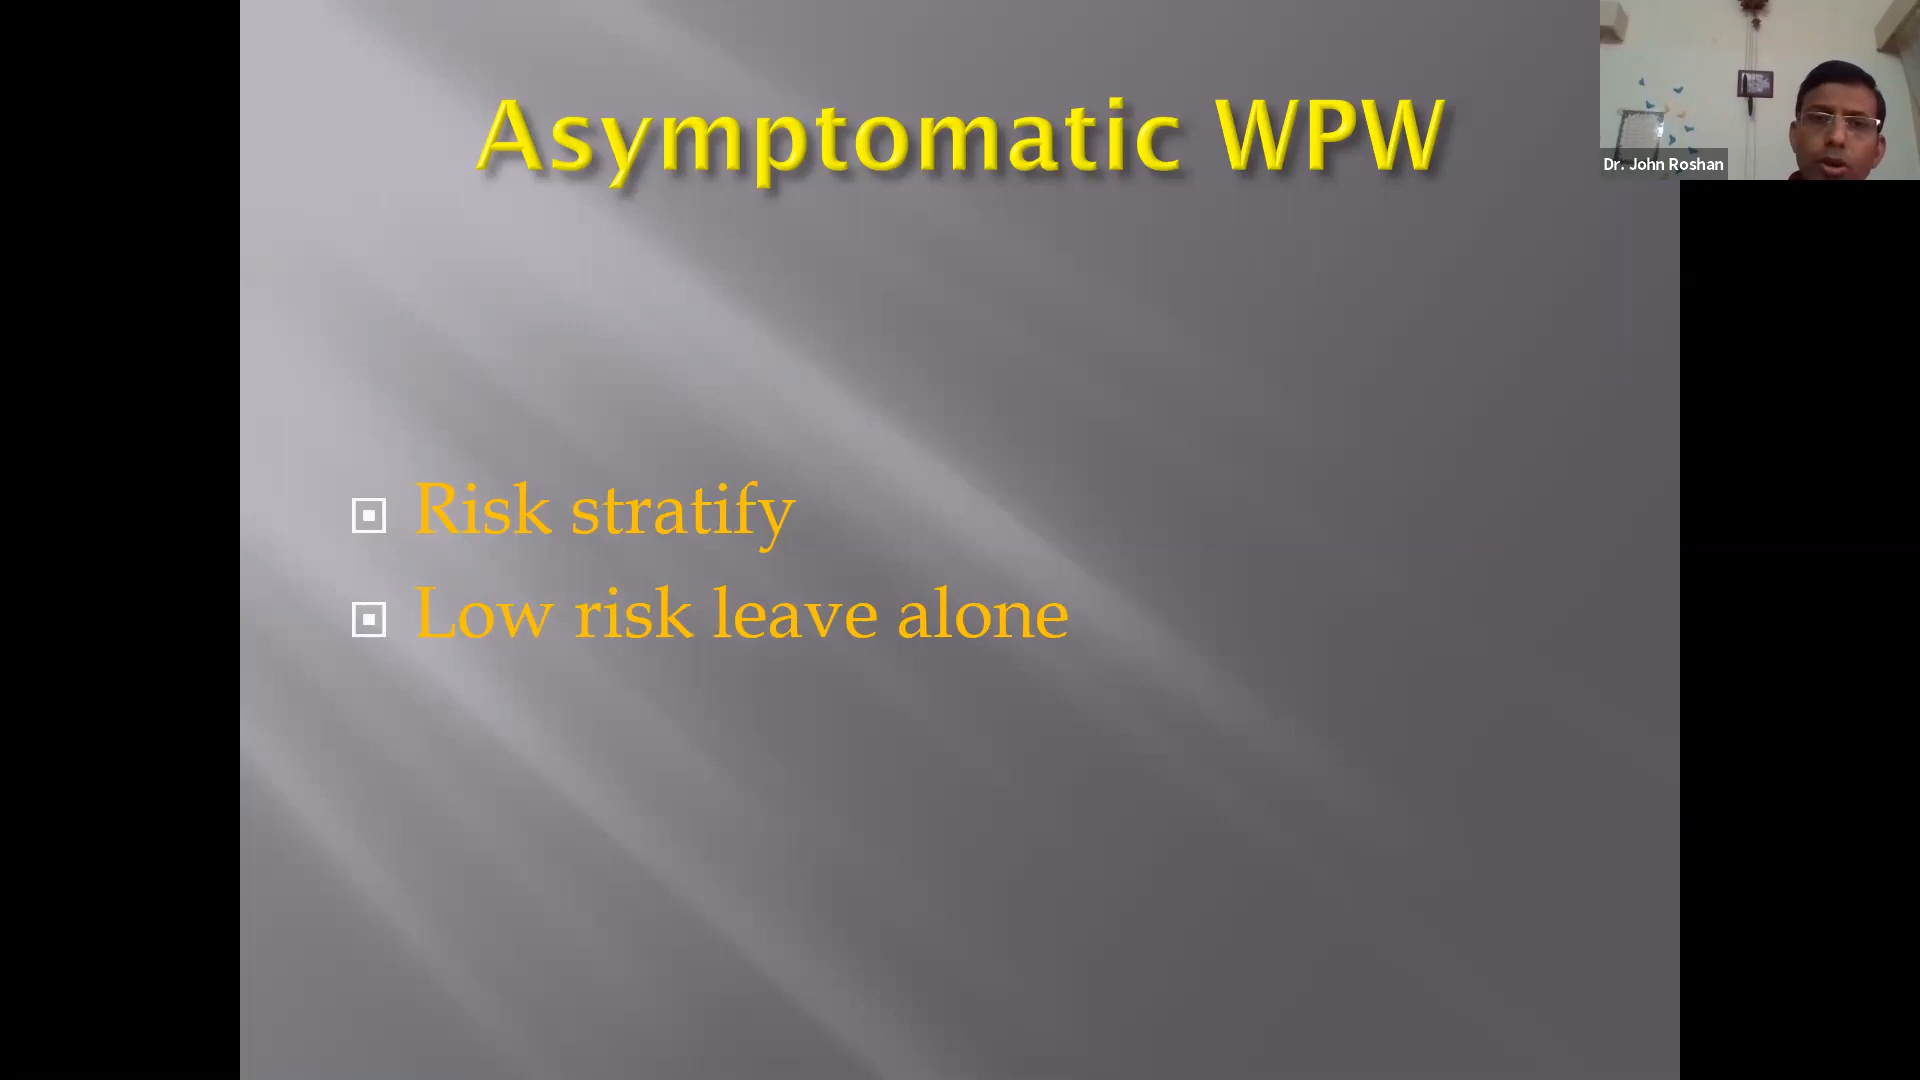 Asymptomatic WPW
Dr. John Roshan
Risk stratify
Low risk leave alone